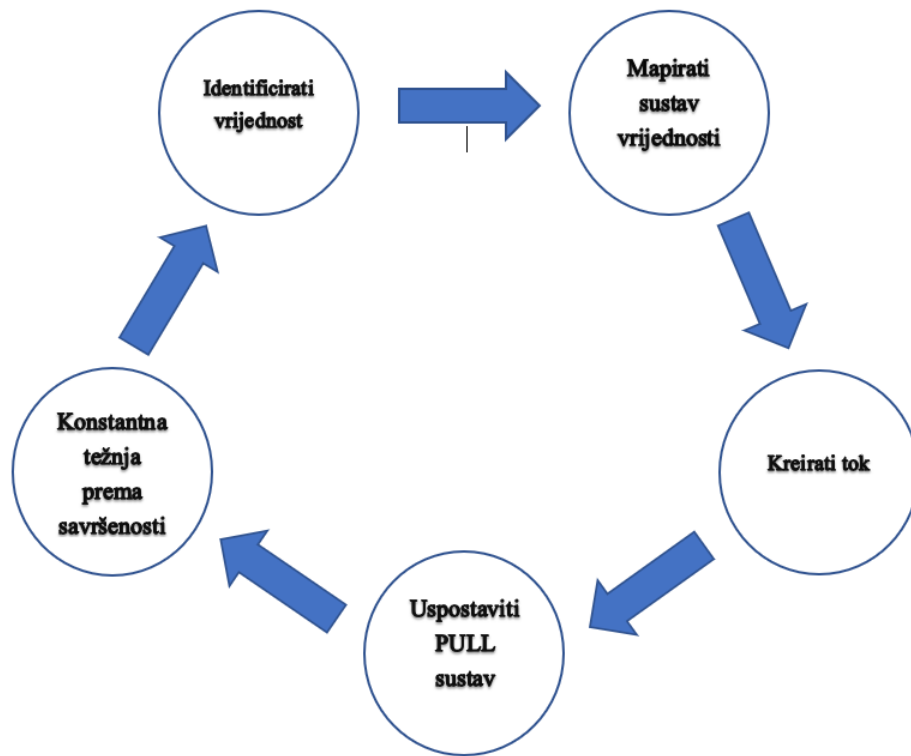 Identificirati
vrijednost
Mapirati
sustav
vrijednosti
Kreirati tok
Uspostaviti
PULL
sustav
Konstantna
težnja
prema
savršenosti